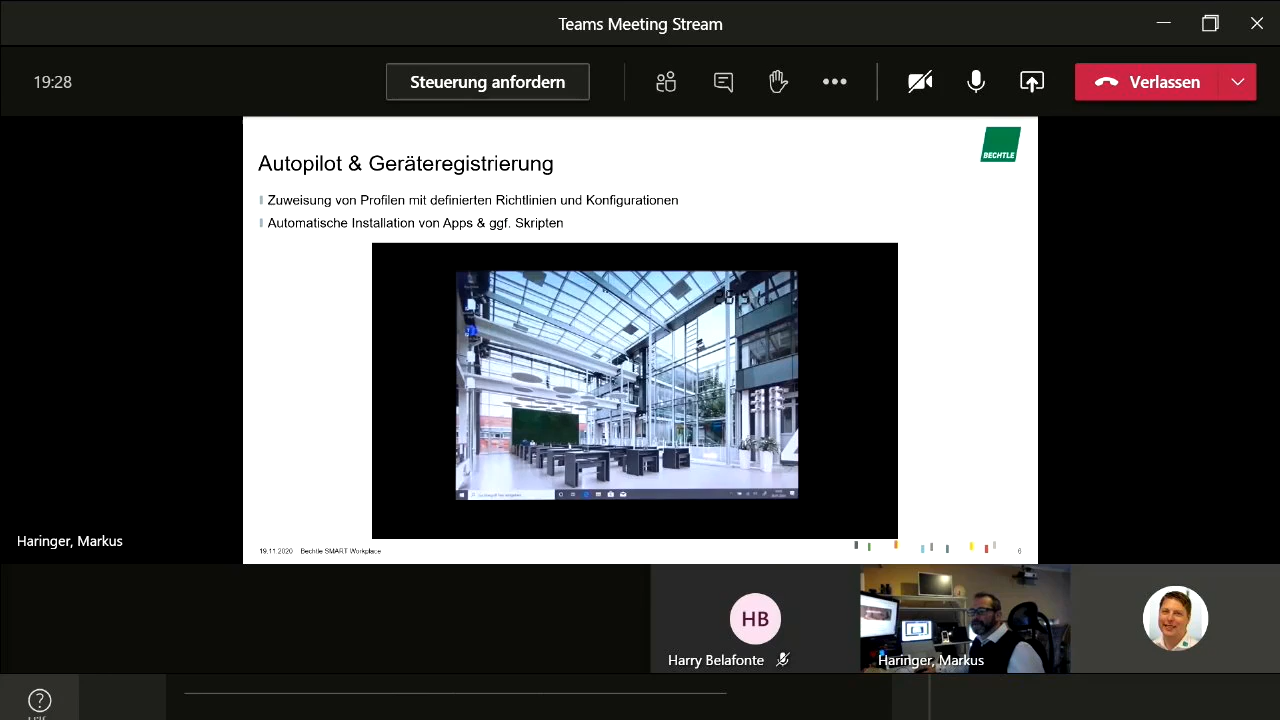 Teams Meeting Stream
19:28
Steuerung anfordern
Verlassen
BECHTLE
Autopilot & Geräteregistrierung
Zuweisung von Profilen mit definierten Richtlinien und Konfigurationen
Automatische Installation von Apps & ggf. Skripten
Haringer, Markus
19.11.2020 Bechtle SMART Workplace
6
HB
Harry Belafonte
Haringer, Markus